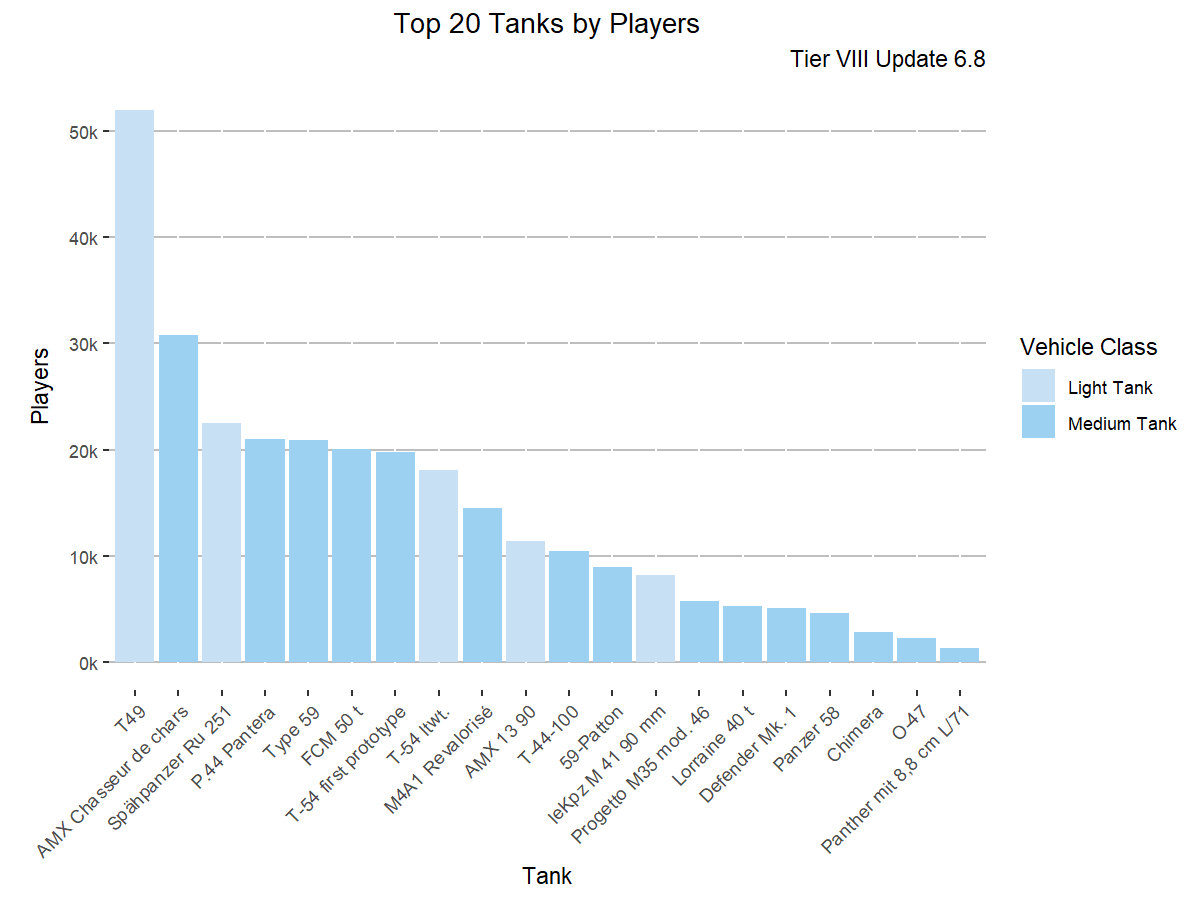 Top 20 Tanks by Players
Tier VIII Update 6.8
50k
40k
30k
20k
10k
0k
Players
T49
AMX Chasseur de chars
Spähpanzer Ru 251
P.44 Pantera
Type 59
FCM 50 t
T-54 first prototype
T-54 ltwt.
M4A1 Revalorisé
AMX 13 90
T-44-100
59-Patton
leKpz M 41 90 mm
Progetto M35 mod. 46
Lorraine 40 t
Defender Mk. 1
Panzer 58
Chimera
O-47
Panther mit 8,8 cm L/71
Tank
Vehicle Class
Light Tank
Medium Tank